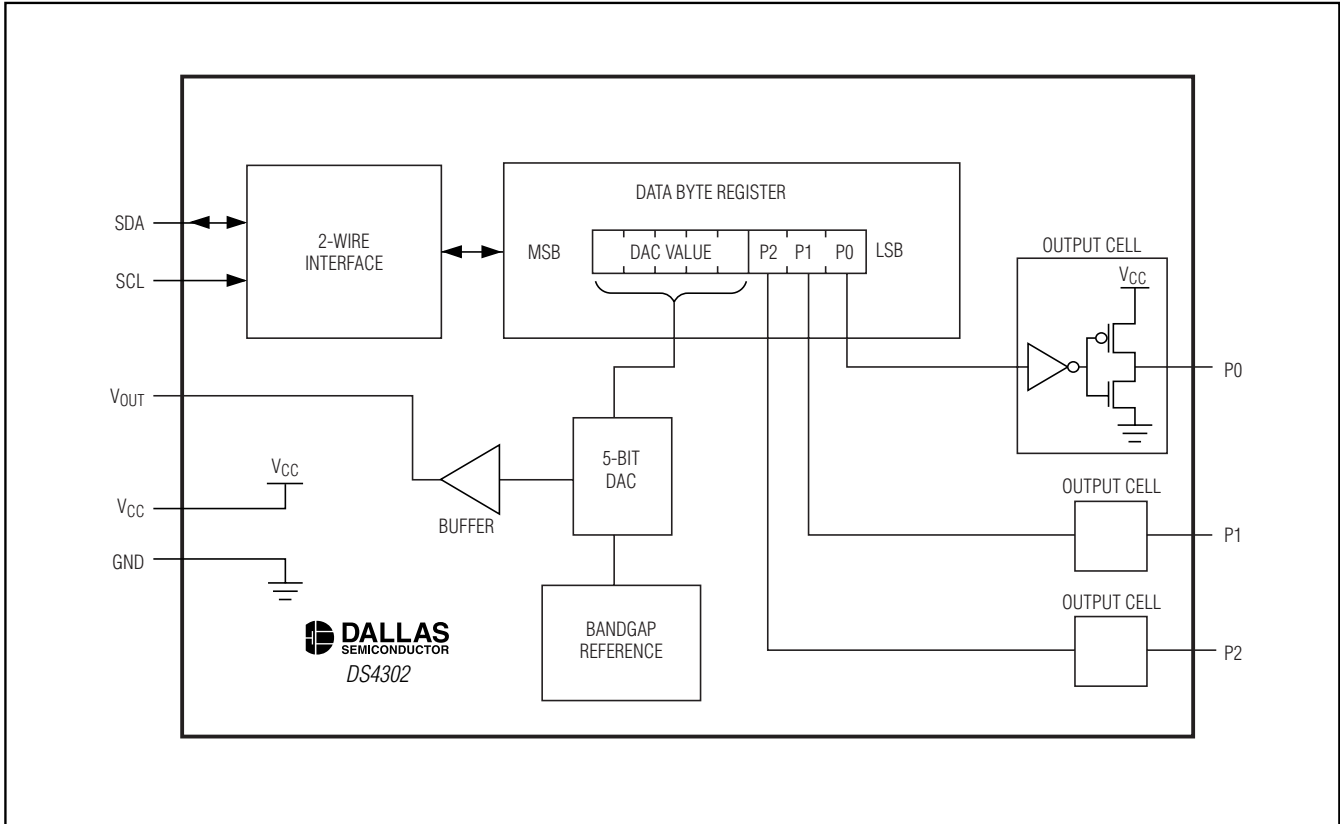 DATA BYTE REGISTER
SDA
2-WIRE
INTERFACE
MSB
DAC VALUE
P2
P1
P0
LSB
OUTPUT CELL
SCL
VCC
P0
VOUT
5-BIT
DAC
VCC
BUFFER
OUTPUT CELL
VCC
P1
GND
OUTPUT CELL
DALLAS
SEMICONDUCTOR
DS4302
BANDGAP
REFERENCE
P2